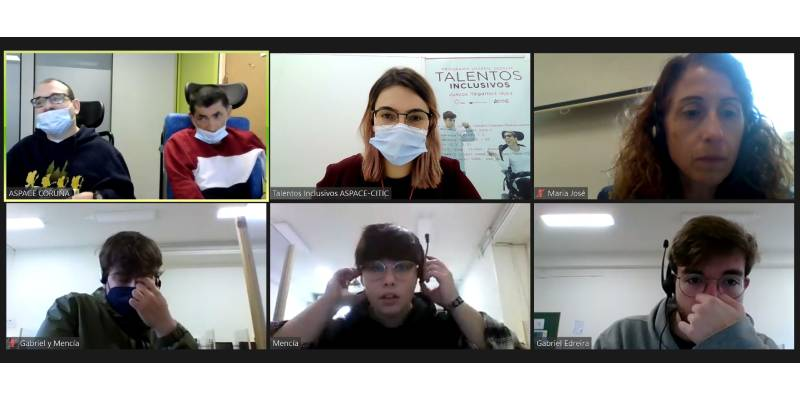 TALENTOS
INCLUSIVOS
ASPACE CORUÑA
Talentos Inclusivos ASPACE-CITIC
María José
Gabriel y Mencía
Mencía
Gabriel Edreira